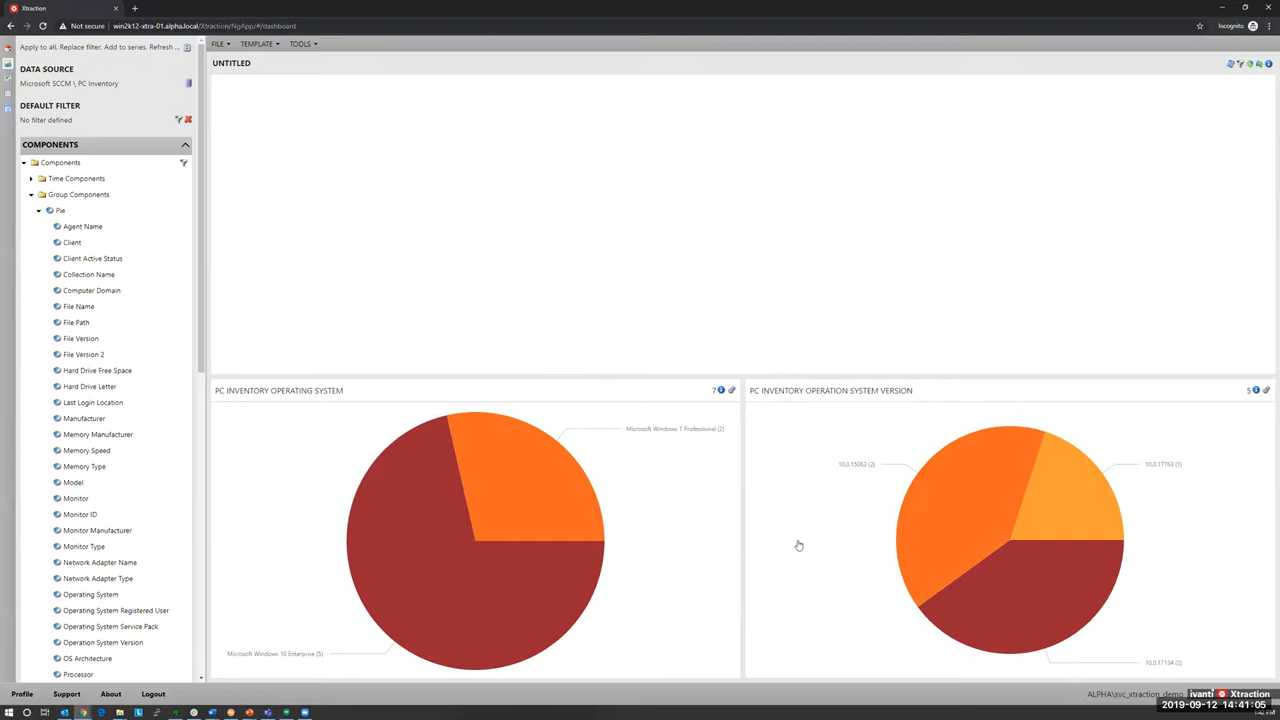 Xtraction
Not secure win2k12-xtra-01.alpha.local/Xtraction/NgApp/#/dashboard
Incognito
Apply to all. Replace filter. Add to series. Refresh ...
FILE TEMPLATE TOOLS
DATA SOURCE
Microsoft SCCM \ PC Inventory
DEFAULT FILTER
No filter defined
COMPONENTS
Components
Time Components
Group Components
Pie
Agent Name
Client
Client Active Status
Collection Name
Computer Domain
File Name
File Path
File Version
File Version 2
Hard Drive Free Space
Hard Drive Letter
Last Login Location
Manufacturer
Memory Manufacturer
Memory Speed
Memory Type
Model
Monitor
Monitor ID
Monitor Manufacturer
Monitor Type
Network Adapter Name
Network Adapter Type
Operating System
Operating System Registered User
Operating System Service Pack
Operation System Version
OS Architecture
Processor
UNTITLED
PC INVENTORY OPERATING SYSTEM 7
Microsoft Windows 7 Professional (2)
Microsoft Windows 10 Enterprise (5)
PC INVENTORY OPERATION SYSTEM VERSION 5
10.0.15063 (2)
10.0.17763 (1)
10.0.17134 (2)
Profile Support About Logout
ALPHA\svc_xtraction_demo ivanti Xtraction
2019-09-12 14:41:05